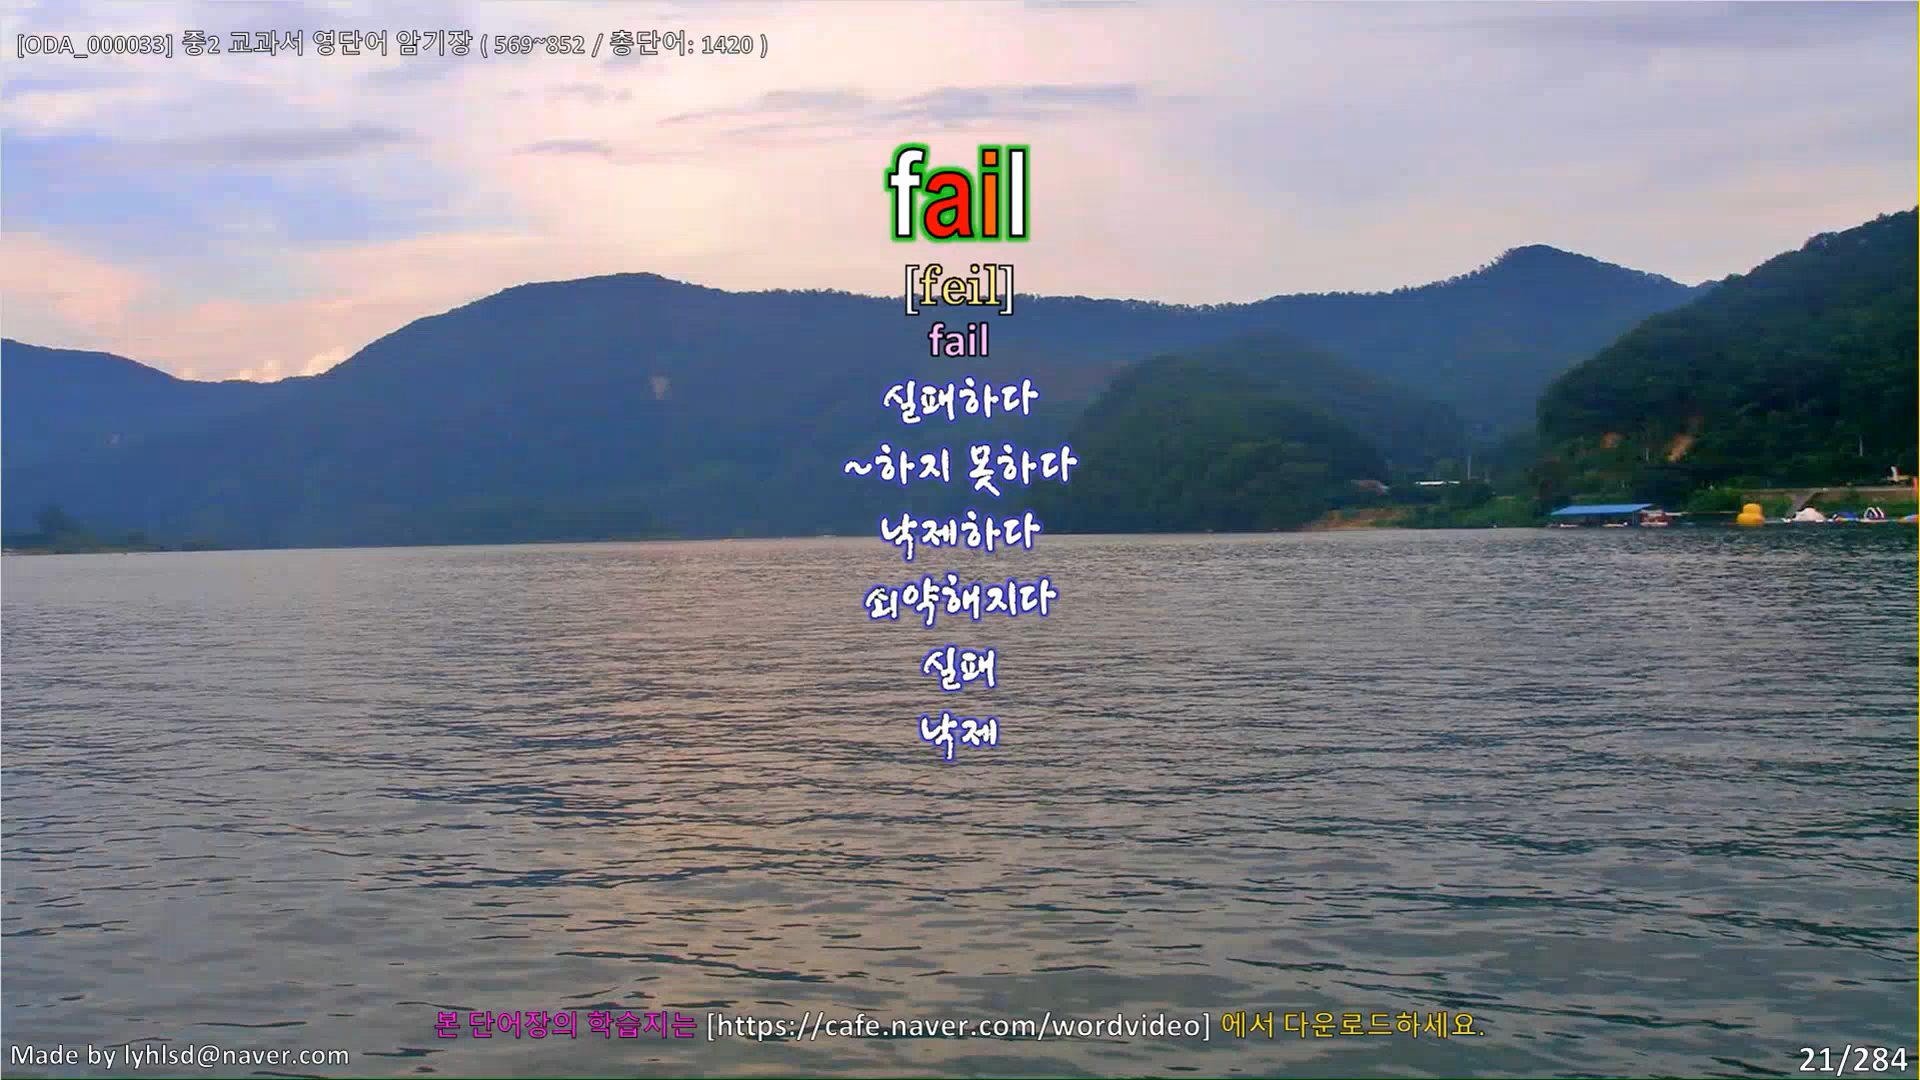 [ODA_000033] 중2 교과서 영단어 암기장 ( 569~852 / 총단어: 1420 )
fail
[feil]
fail
실패하다
~하지 못하다
낙제하다
쇠약해지다
실패
낙제
본 단어장의 학습지는 [https://cafe.naver.com/wordvideo] 에서 다운로드하세요.
Made by lyhlsd@naver.com
21/284